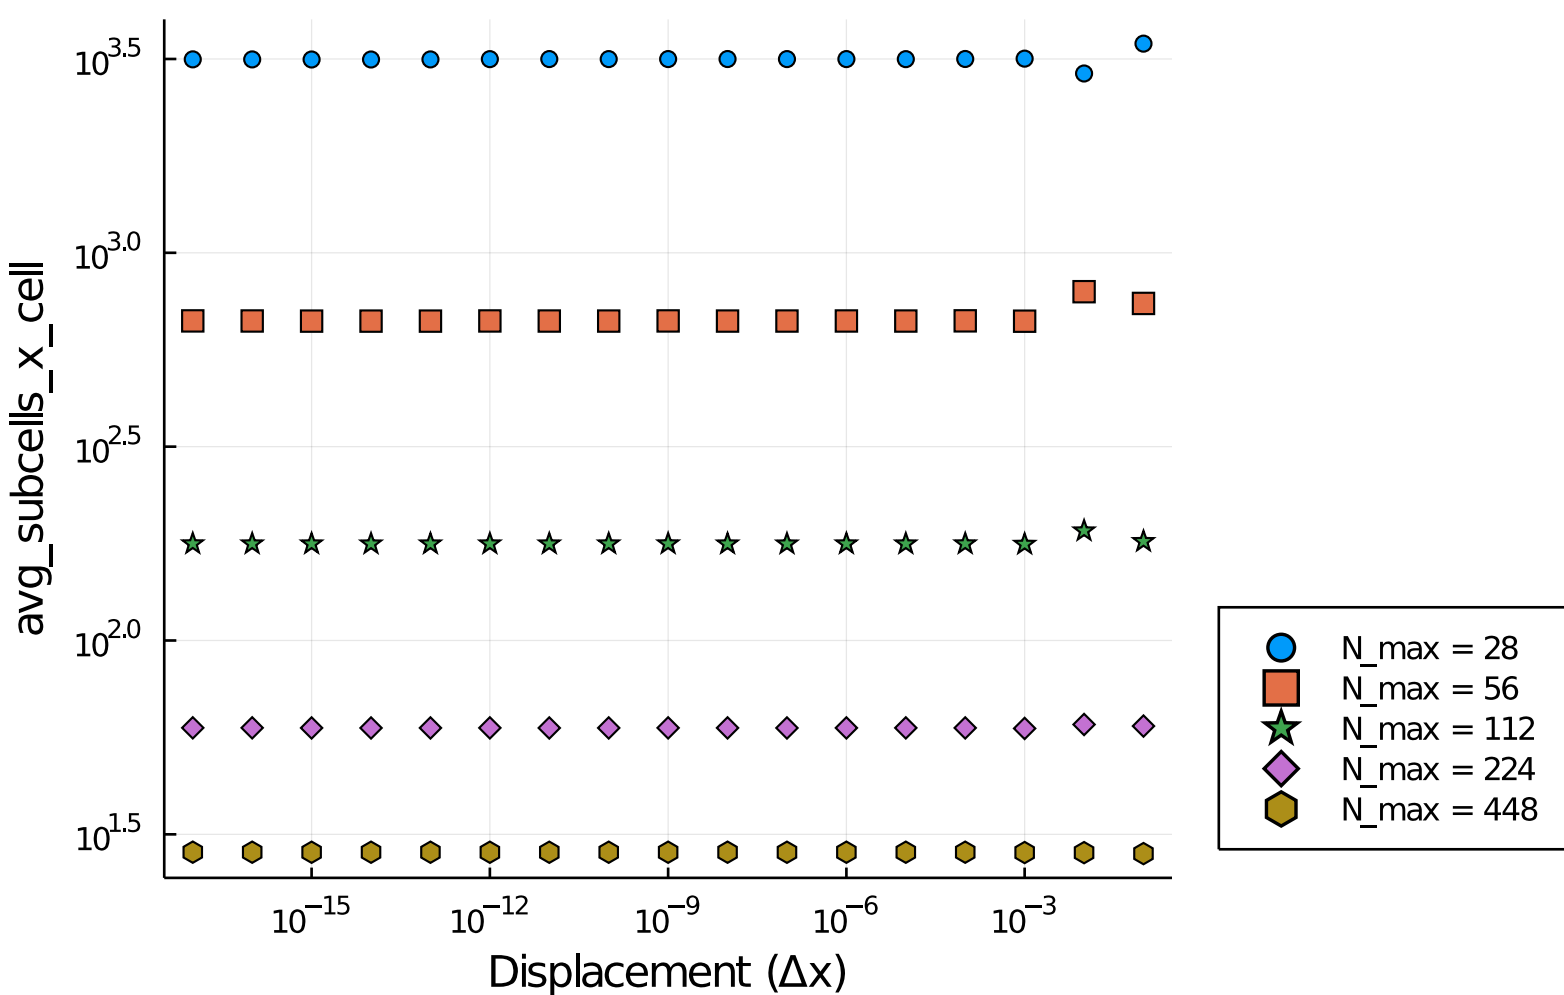 10^3.5
10^3.0
10^2.5
10^2.0
10^1.5
avg_subcells_x_cell
10^−15 10^−12 10^−9 10^−6 10^−3
Displacement (Δx)
N_max = 28
N_max = 56
N_max = 112
N_max = 224
N_max = 448